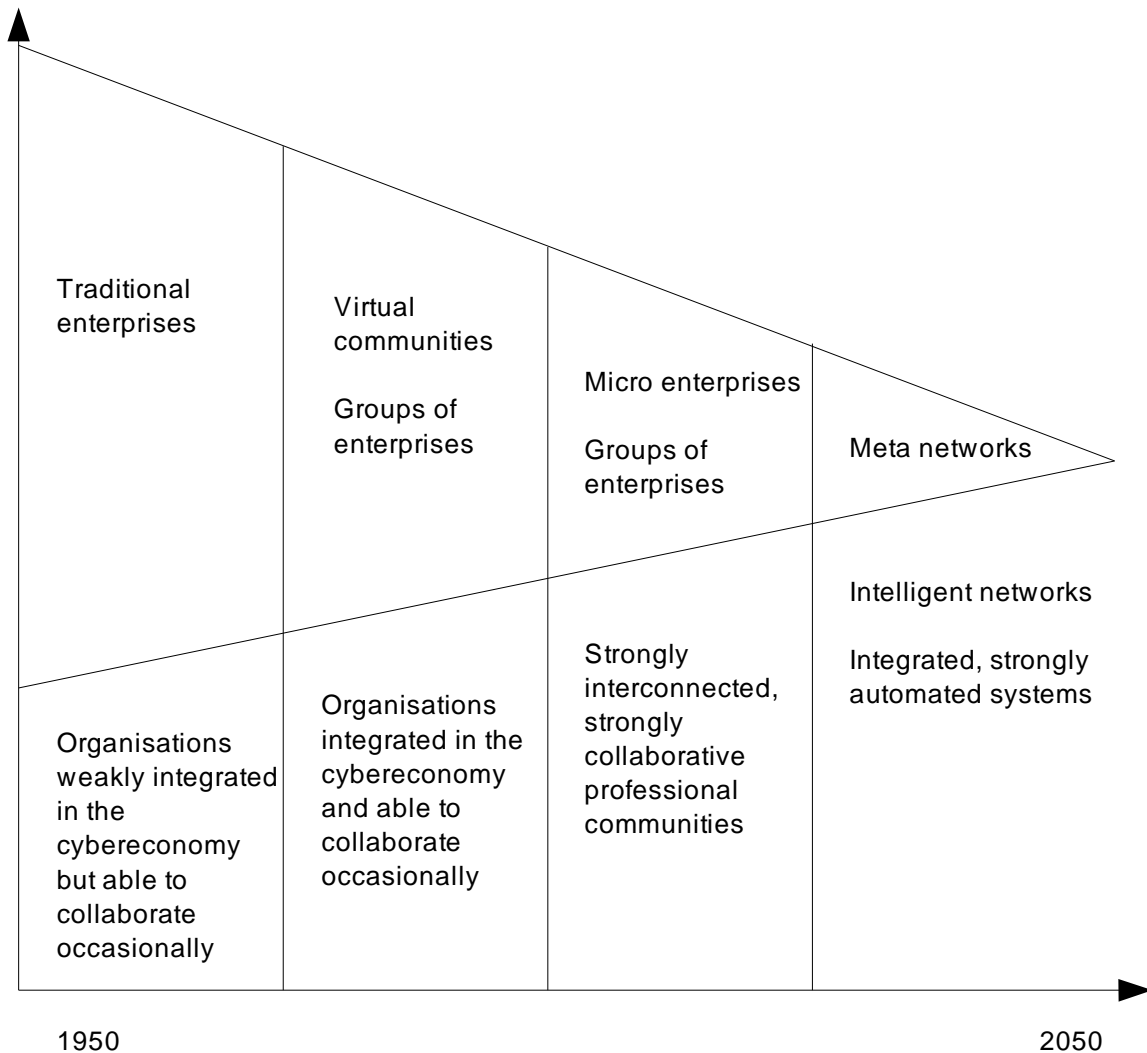 Traditional
enterprises
Virtual
communities
Groups of
enterprises
Micro enterprises
Groups of
enterprises
Meta networks
Organisations
weakly integrated
in the
cybereconomy
but able to
collaborate
occasionally
Organisations
integrated in the
cybereconomy
and able to
collaborate
occasionally
Strongly
interconnected,
strongly
collaborative
professional
communities
Intelligent networks
Integrated, strongly
automated systems
1950
2050